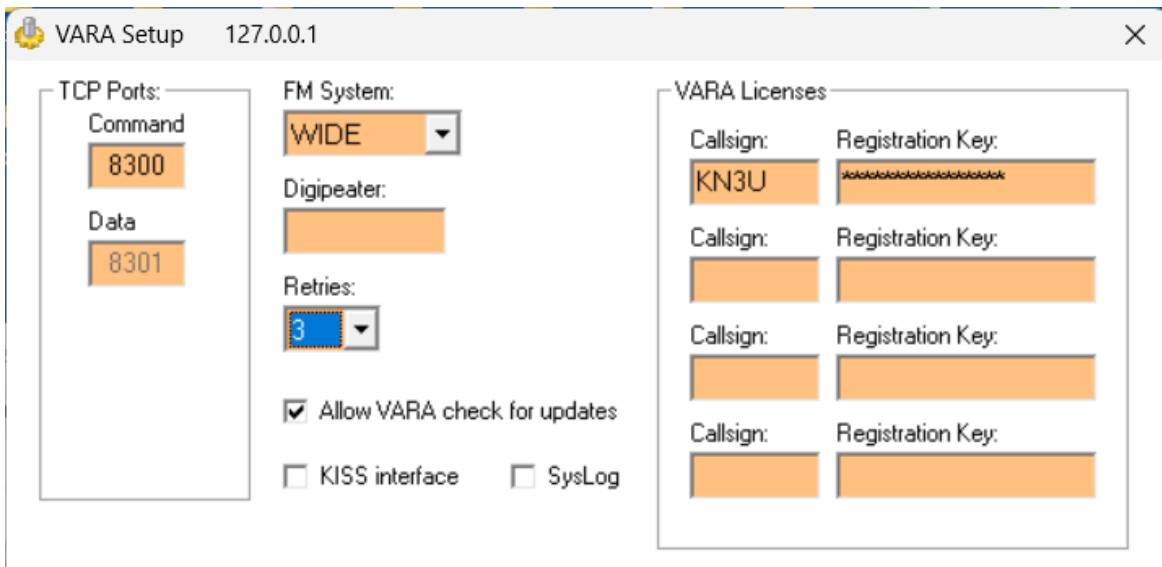 VARA Setup 127.0.0.1
TCP Ports:
Command
8300
Data
8301
FM System:
WIDE
Digipeater:
Retries:
3
Allow VARA check for updates
KISS interface
SysLog
VARA Licenses
Callsign: Registration Key:
KN3U *****************
Callsign: Registration Key:
Callsign: Registration Key:
Callsign: Registration Key: